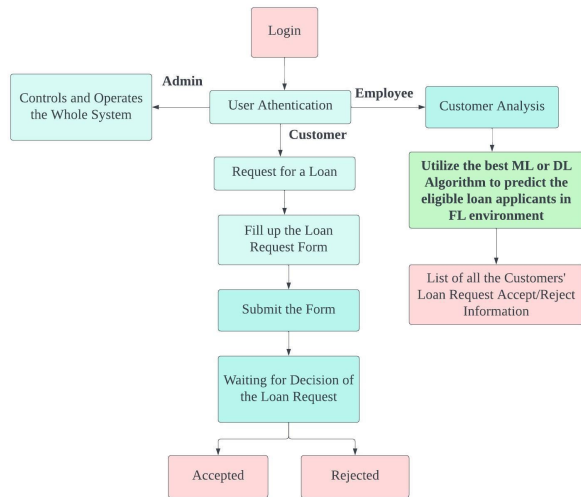 Login
Admin
Employee
Controls and Operates
the Whole System
User Athentication
Customer Analysis
Customer
Request for a Loan
Utilize the best ML or DL
Algorithm to predict the
eligible loan applicants in
FL environment
Fill up the Loan
Request Form
List of all the Customers'
Loan Request Accept/Reject
Information
Submit the Form
Waiting for Decision of
the Loan Request
Accepted
Rejected